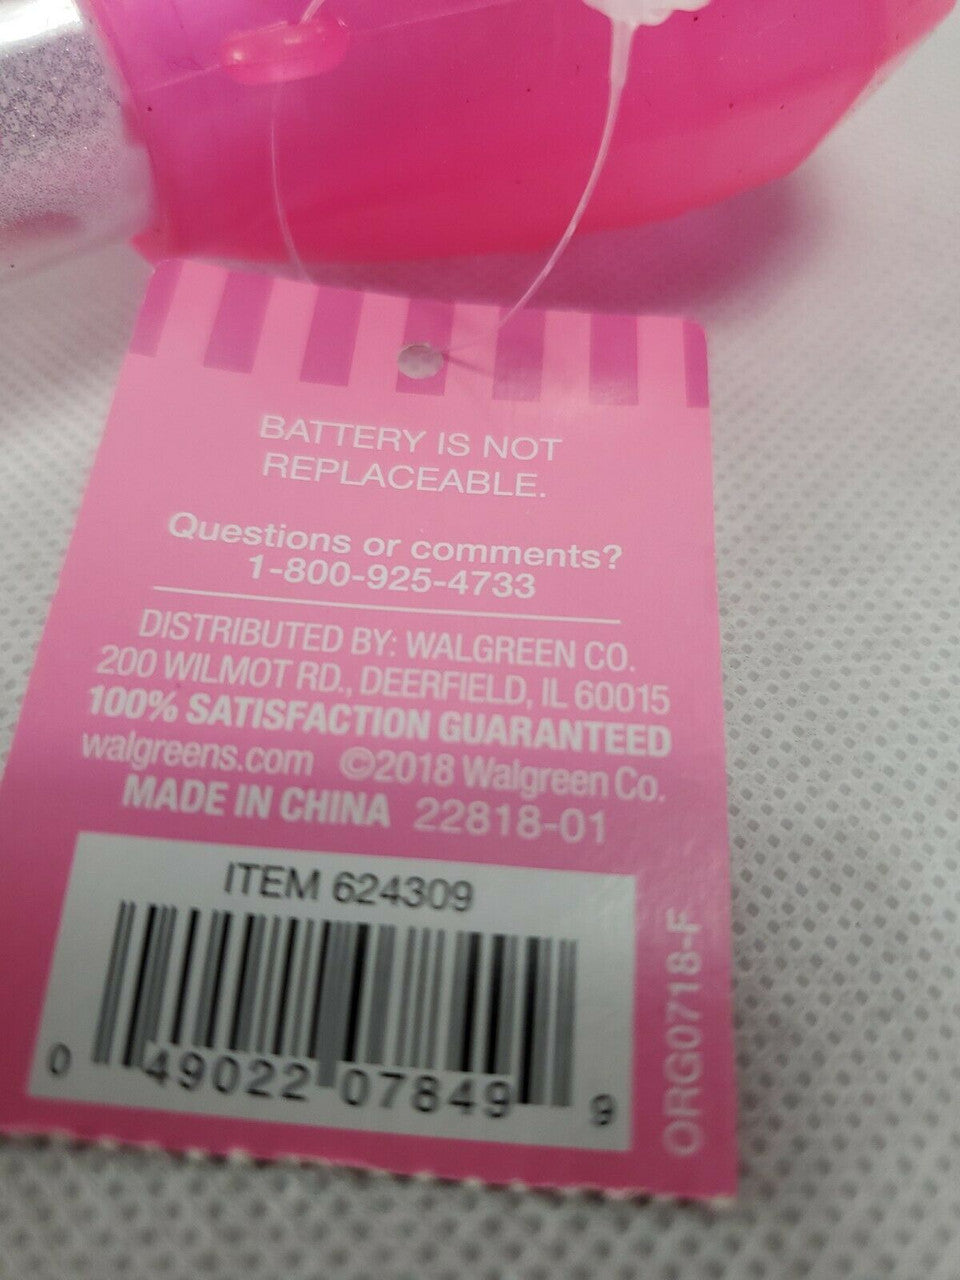 BATTERY IS NOT
REPLACEABLE.
Questions or comments?
1-800-925-4733
DISTRIBUTED BY: WALGREEN CO.
200 WILMOT RD., DEERFIELD, IL 60015
100% SATISFACTION GUARANTEED
walgreens.com ©2018 Walgreen Co.
MADE IN CHINA 22818-01
ITEM 624309
0 49022 07849 9
ORG0718-F